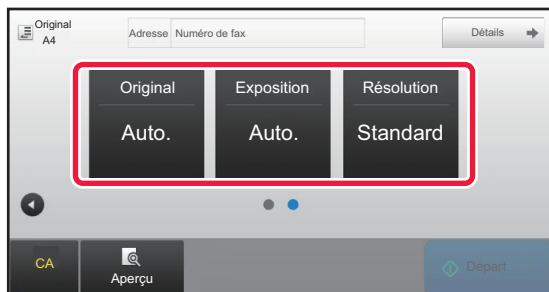 Original
A4
Adresse Numéro de fax
Détails
Original Exposition Résolution
Auto. Auto. Standard
CA
Aperçu
Départ